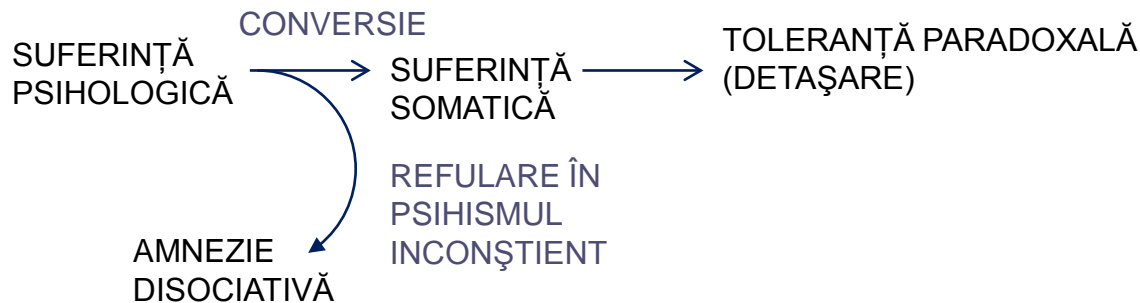 CONVERSIE
SUFERINȚĂ
PSIHOLOGICĂ
SUFERINȚĂ
SOMATICĂ
TOLERANȚĂ PARADOXALĂ
(DETAŞARE)
REFULARE ÎN
PSIHISMUL
INCONŞTIENT
AMNEZIE
DISOCIATIVĂ